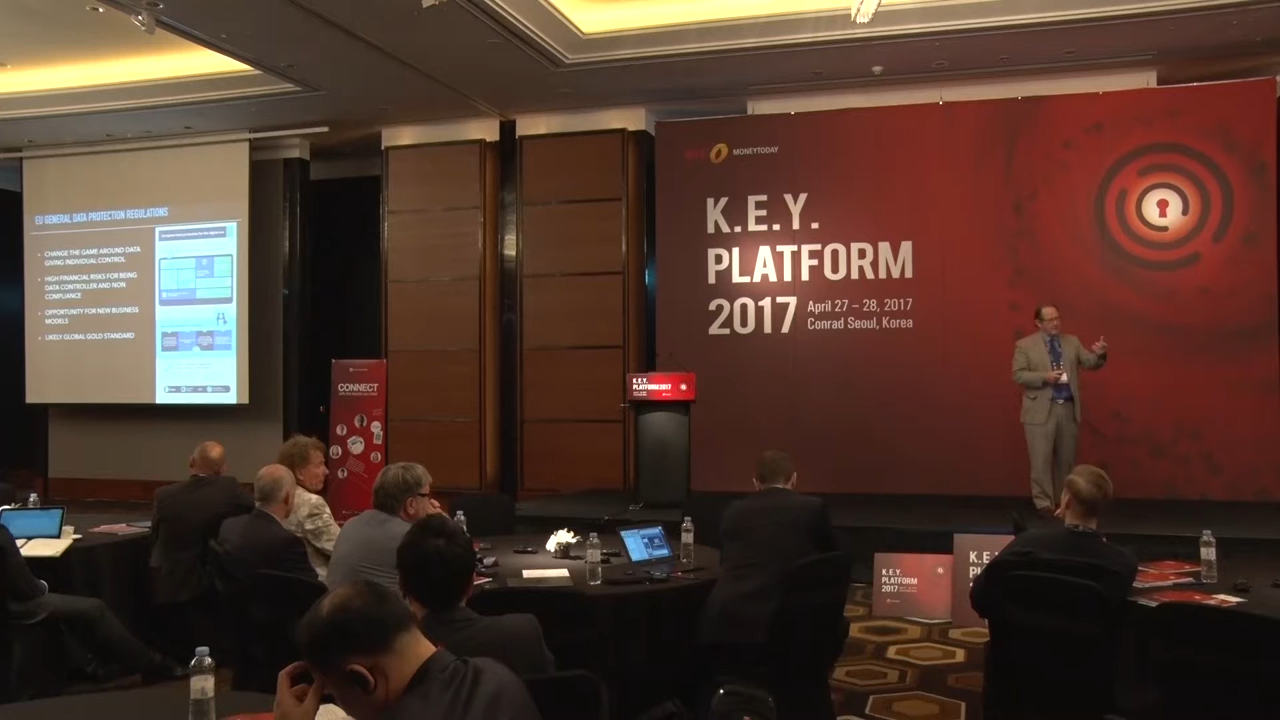 EU GENERAL DATA PROTECTION REGULATIONS
CHANGE THE GAME AROUND DATA
GIVING INDIVIDUAL CONTROL
HIGH FINANCIAL RISKS FOR BEING
DATA CONTROLLER AND NON
COMPLIANCE
OPPORTUNITY FOR NEW BUSINESS
MODELS
LIKELY GLOBAL GOLD STANDARD
MONEYTODAY
K.E.Y.
PLATFORM
2017
April 27 – 28, 2017
Conrad Seoul, Korea
K.E.Y.
PLATFORM 2017
CONNECT
K.E.Y.
PLATFORM
2017